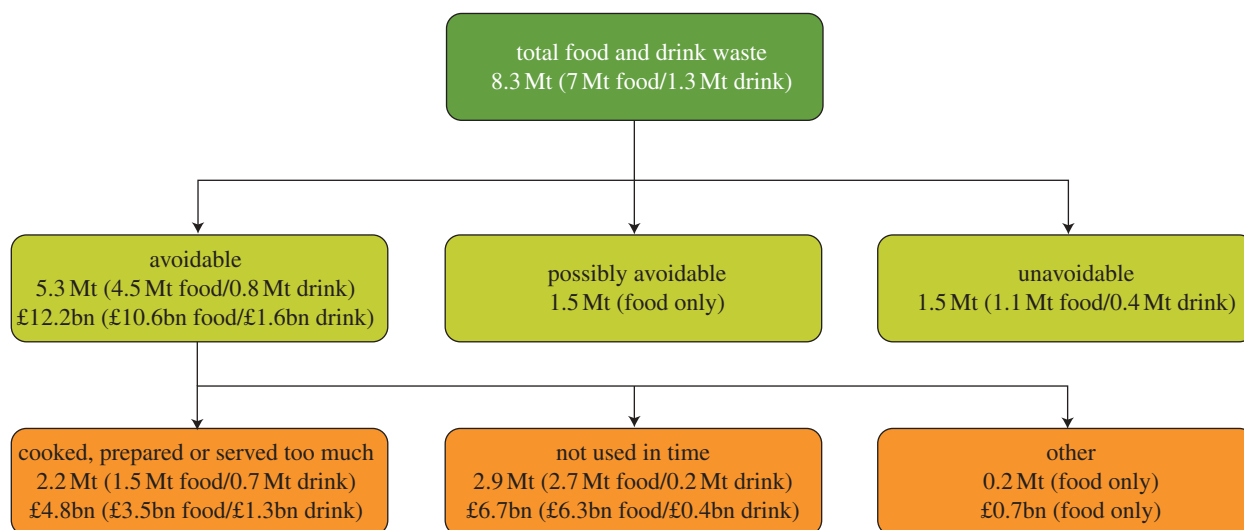 total food and drink waste
8.3 Mt (7 Mt food/1.3 Mt drink)
avoidable
5.3 Mt (4.5 Mt food/0.8 Mt drink)
£12.2bn (£10.6bn food/£1.6bn drink)
possibly avoidable
1.5 Mt (food only)
unavoidable
1.5 Mt (1.1 Mt food/0.4 Mt drink)
cooked, prepared or served too much
2.2 Mt (1.5 Mt food/0.7 Mt drink)
£4.8bn (£3.5bn food/£1.3bn drink)
not used in time
2.9 Mt (2.7 Mt food/0.2 Mt drink)
£6.7bn (£6.3bn food/£0.4bn drink)
other
0.2 Mt (food only)
£0.7bn (food only)